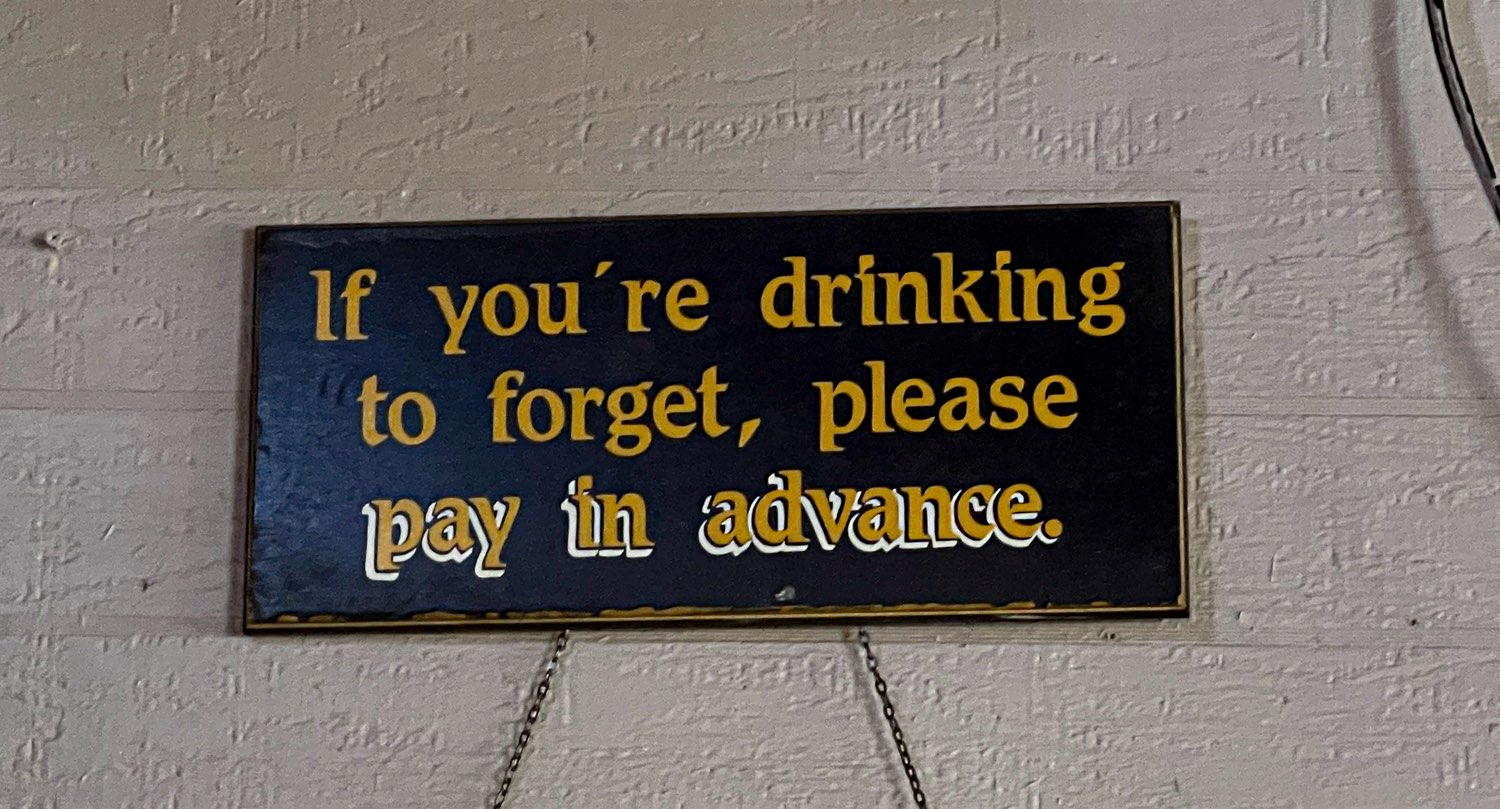 If you´re drinking
to forget, please
pay in advance.